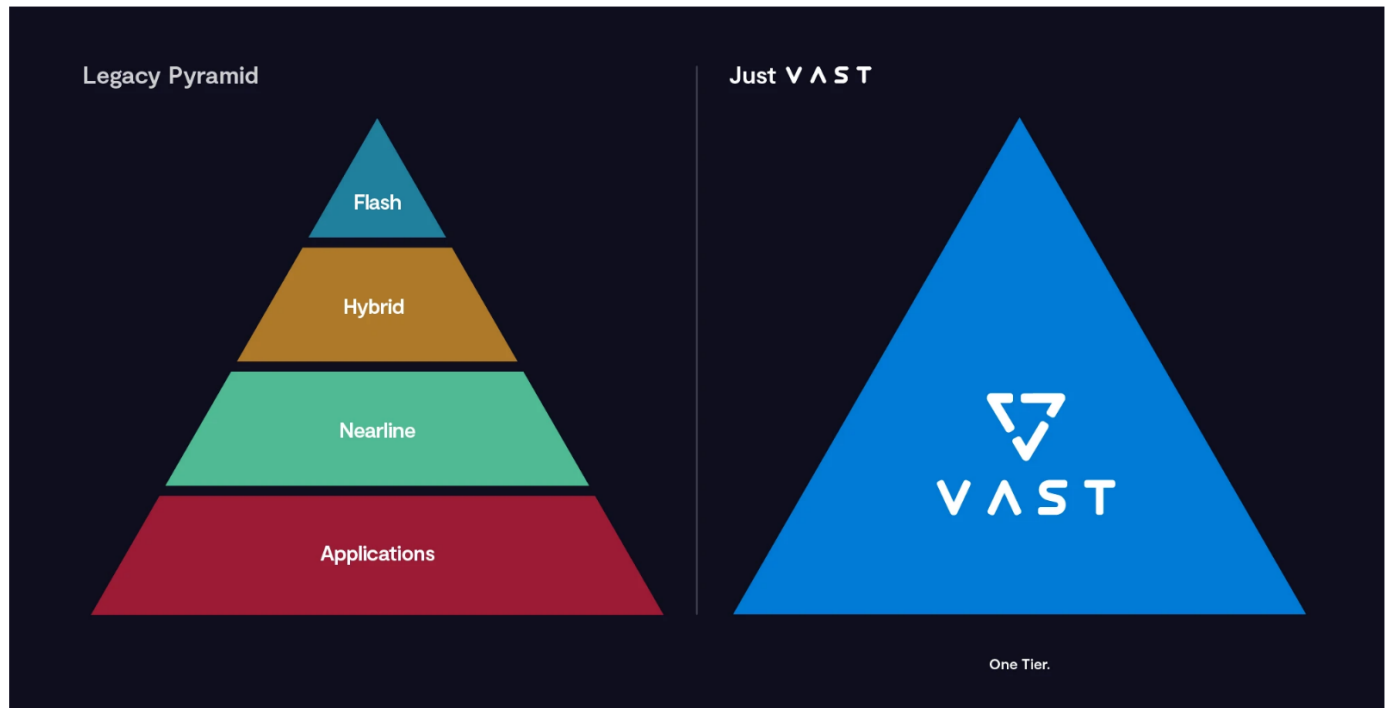 Legacy Pyramid
Flash
Hybrid
Nearline
Applications
Just VAST
VAST
One Tier.